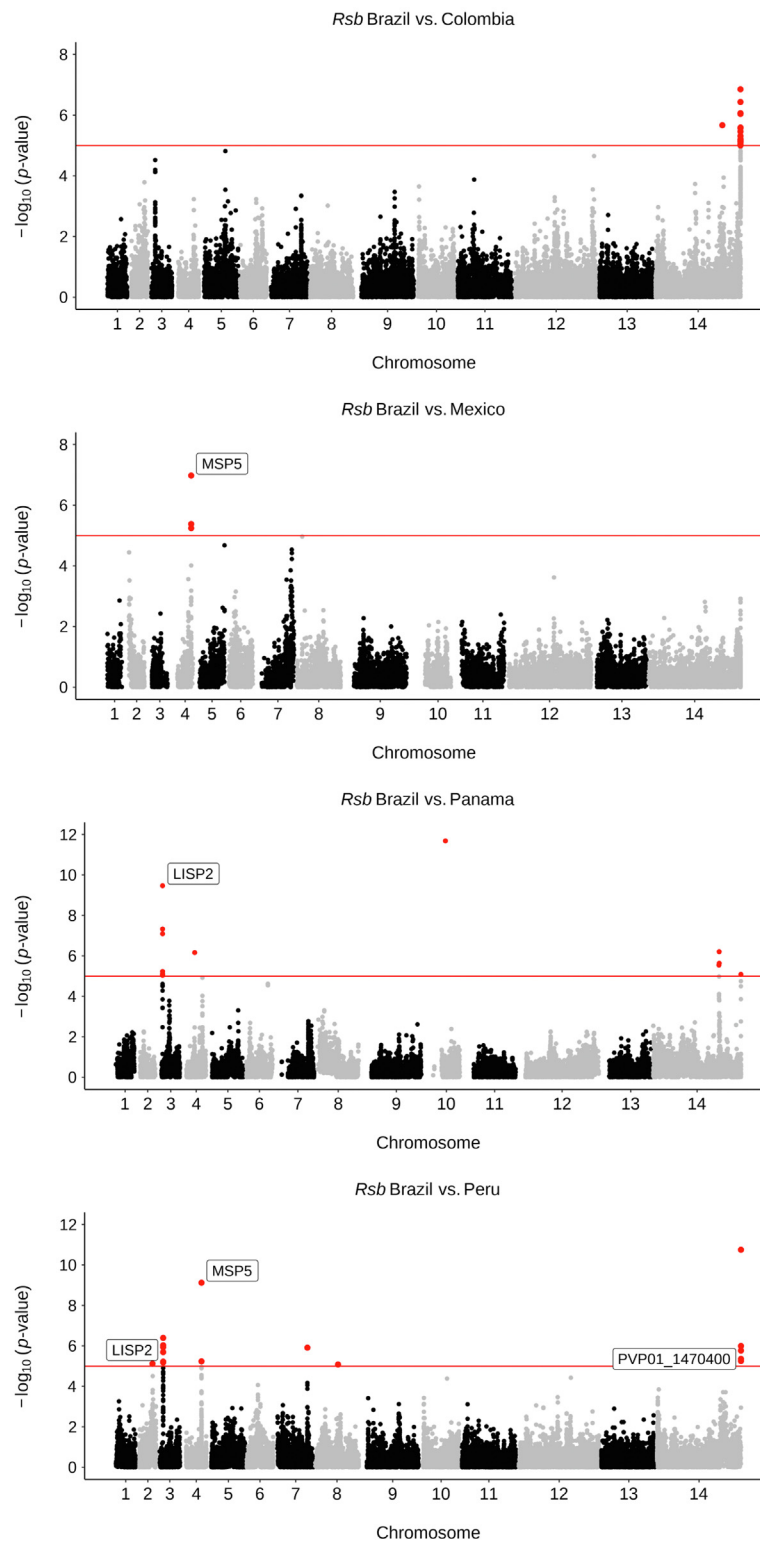 Rsb Brazil vs. Colombia
8
6
4
2
0
−log10 (p-value)
1 2 3 4 5 6 7 8 9 10 11 12 13 14
Chromosome
Rsb Brazil vs. Mexico
8
MSP5
6
4
2
0
−log10 (p-value)
1 2 3 4 5 6 7 8 9 10 11 12 13 14
Chromosome
Rsb Brazil vs. Panama
12
10
LISP2
8
6
4
2
0
−log10 (p-value)
1 2 3 4 5 6 7 8 9 10 11 12 13 14
Chromosome
Rsb Brazil vs. Peru
12
10
MSP5
8
6
LISP2
PVP01_1470400
4
2
0
−log10 (p-value)
1 2 3 4 5 6 7 8 9 10 11 12 13 14
Chromosome